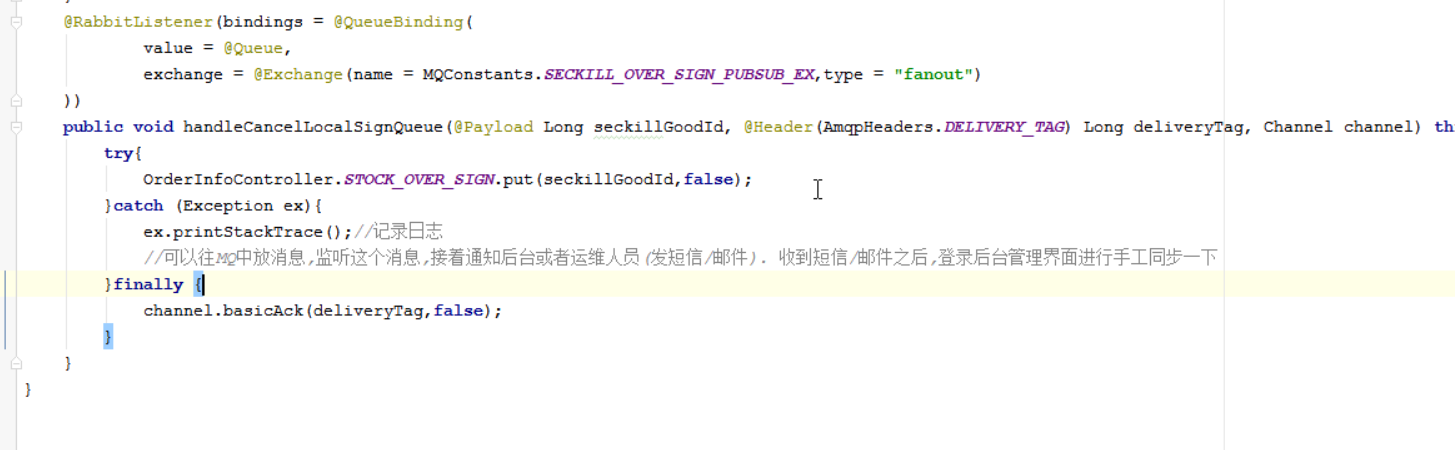 @RabbitListener(bindings = @QueueBinding(
value = @Queue,
exchange = @Exchange(name = MQConstants.SECKILL_OVER_SIGN_PUBSUB_EX,type = "fanout")
))
public void handleCancelLocalSignQueue(@Payload Long seckillGoodId, @Header(AmqpHeaders.DELIVERY_TAG) Long deliveryTag, Channel channel) th
try{
OrderInfoController.STOCK_OVER_SIGN.put(seckillGoodId,false);
}catch (Exception ex){
ex.printStackTrace();//记录日志
//可以往MQ中放消息,监听这个消息,接着通知后台或者运维人员(发短信/邮件). 收到短信/邮件之后,登录后台管理界面进行手工同步一下
}finally {
channel.basicAck(deliveryTag,false);
}
}
}